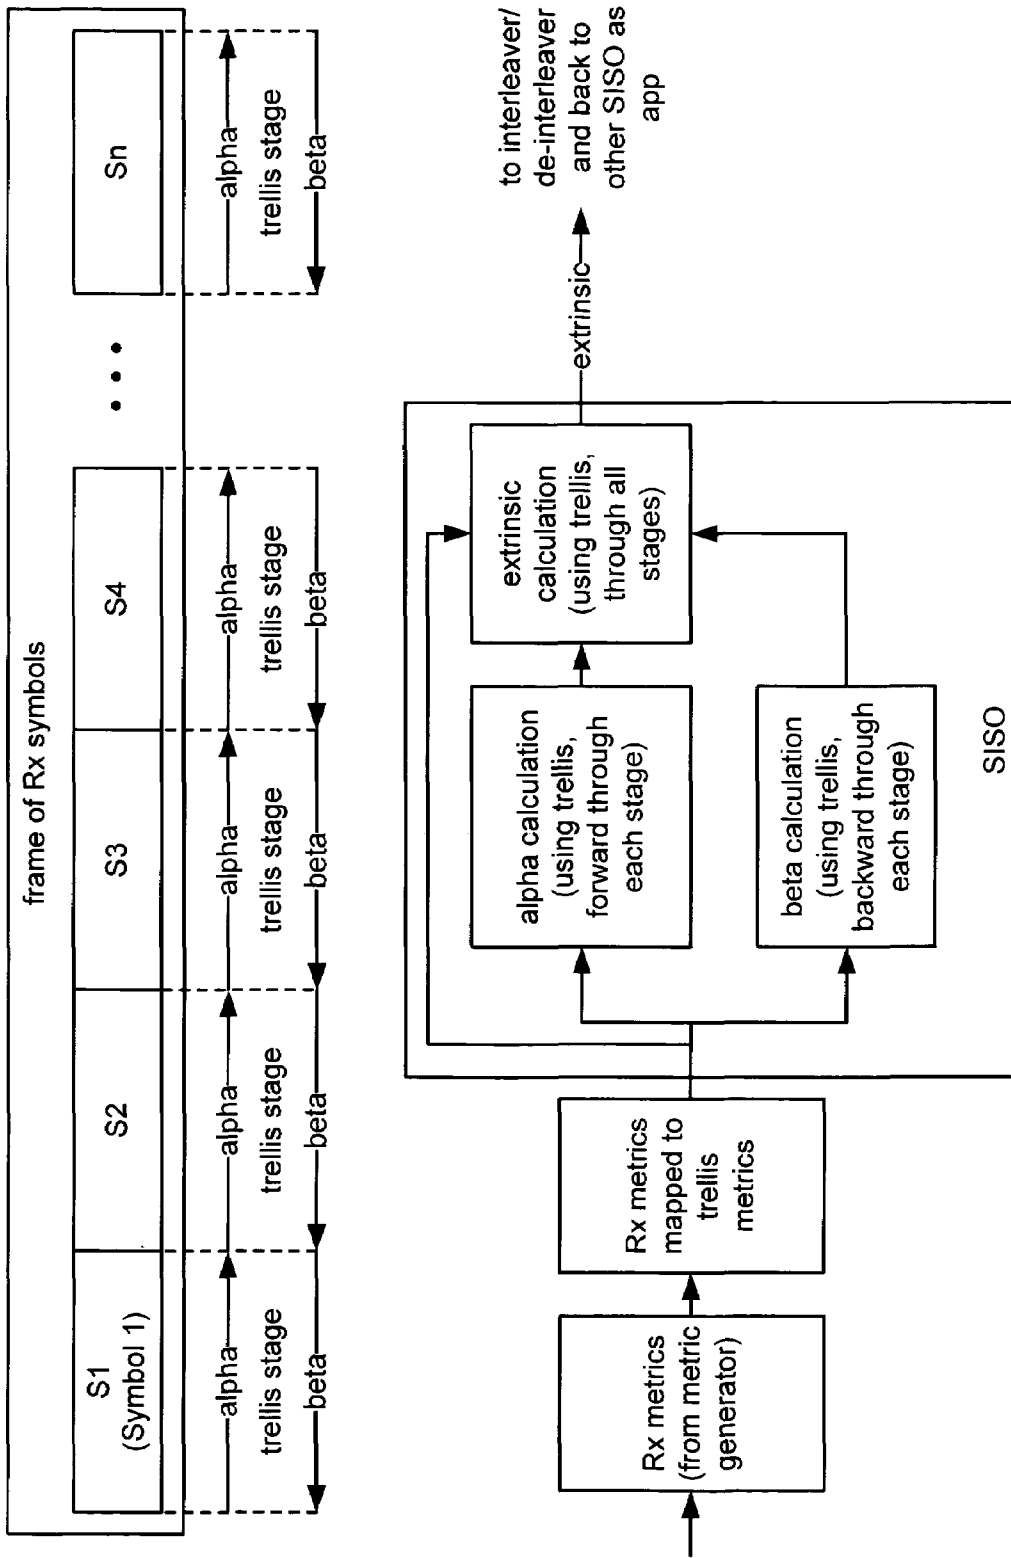 frame of Rx symbols
S1
(Symbol 1)
S2
S3
S4
Sn
alpha
trellis stage
beta
alpha
trellis stage
beta
alpha
trellis stage
beta
alpha
trellis stage
beta
alpha
trellis stage
beta
Rx metrics
(from metric
generator)
Rx metrics
mapped to
trellis
metrics
alpha calculation
(using trellis,
forward through
each stage)
beta calculation
(using trellis,
backward through
each stage)
extrinsic
calculation
(using trellis,
through all
stages)
SISO
extrinsic
to interleaver/
de-interleaver
and back to
other SISO as
app